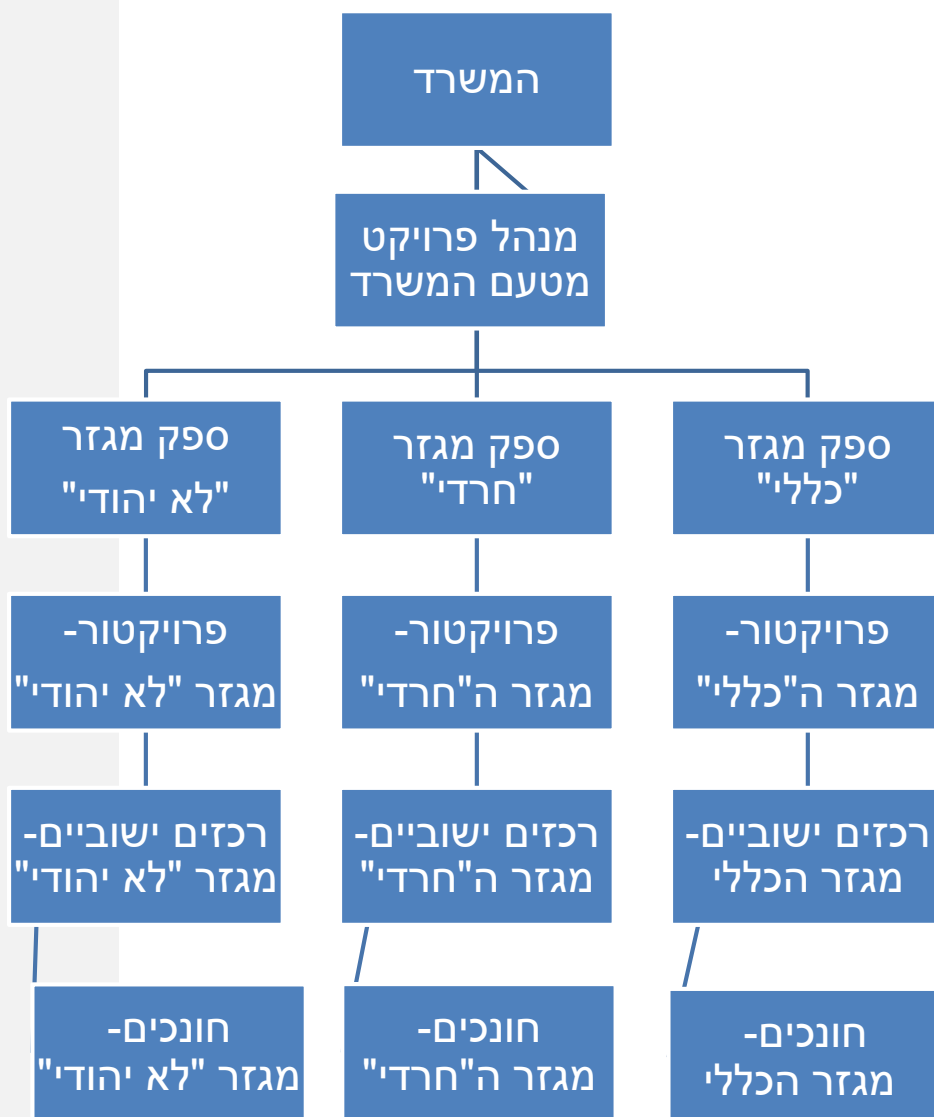 המשרד
מנהל פרויקט
מטעם המשרד
ספק מגזר
"כללי"
ספק מגזר
"חרדי"
ספק מגזר
"לא יהודי"
פרויקטור-
מגזר ה"כללי"
פרויקטור-
מגזר ה"חרדי"
פרויקטור-
מגזר "לא יהודי"
רכזים ישוביים-
מגזר הכללי
רכזים ישוביים-
מגזר ה"חרדי"
רכזים ישוביים-
מגזר "לא יהודי"
חונכים-
מגזר הכללי
חונכים-
מגזר ה"חרדי"
חונכים-
מגזר "לא יהודי"